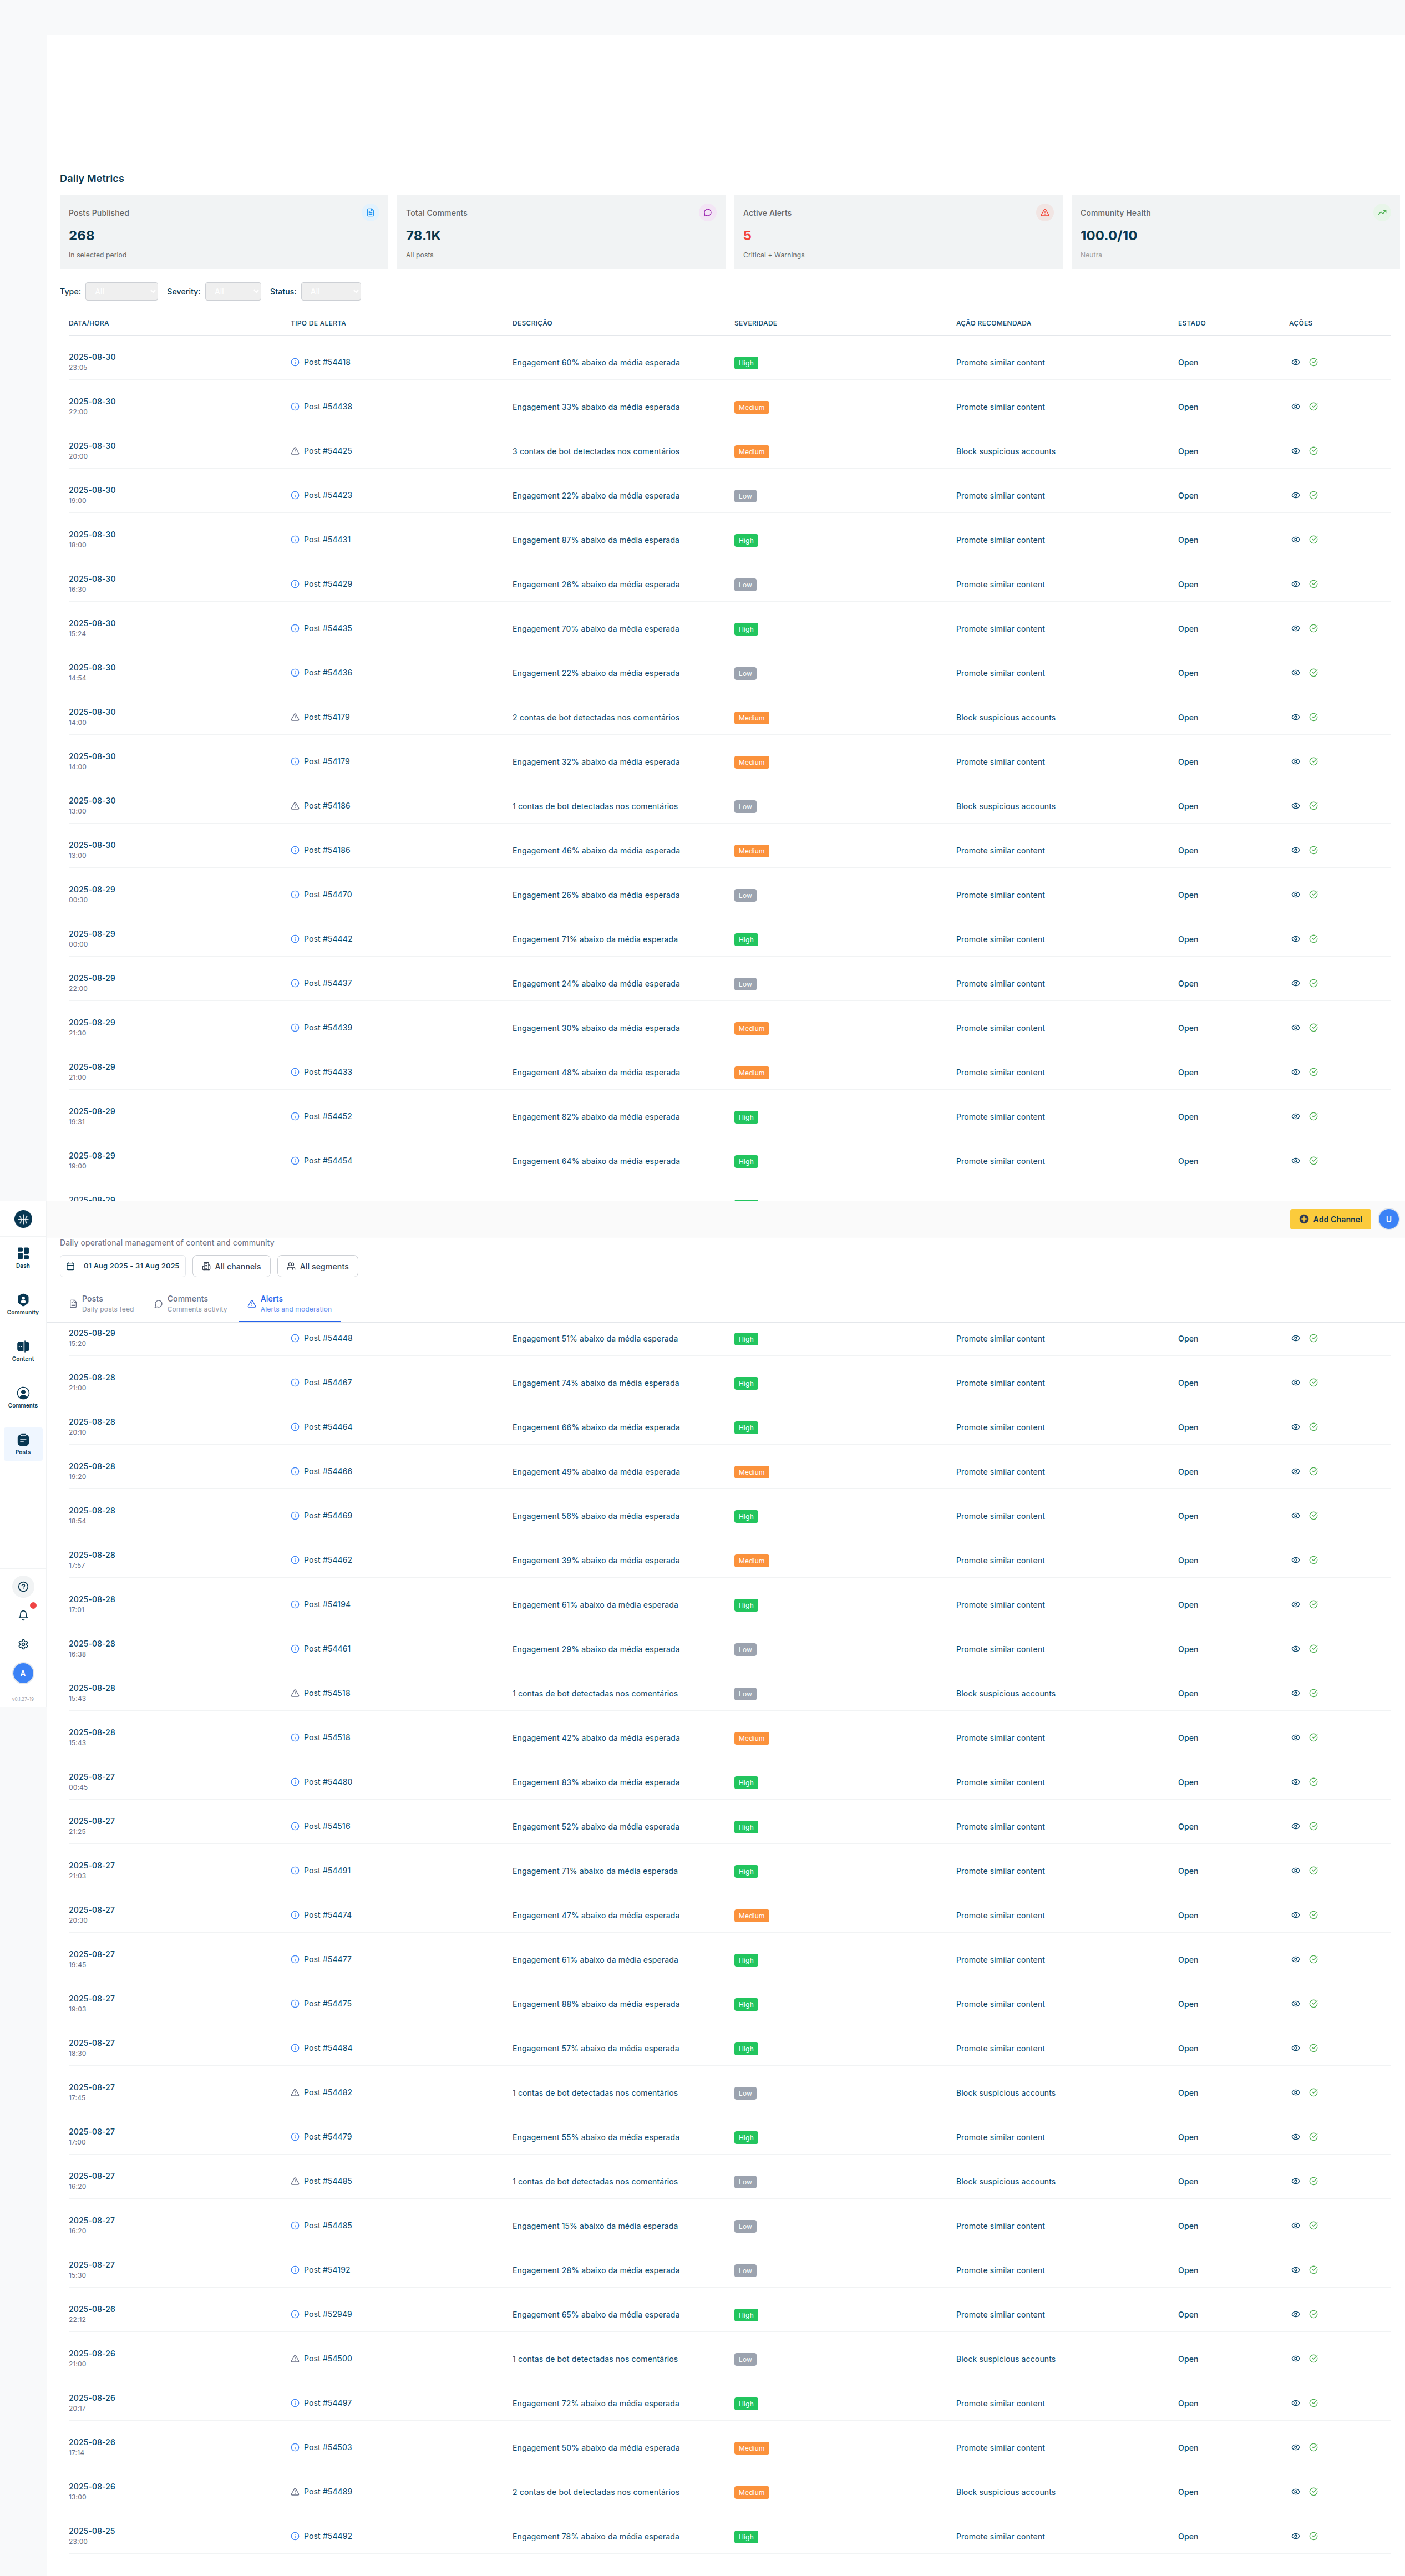 Daily Metrics
Posts Published
268
In selected period
Total Comments
78.1K
All posts
Active Alerts
5
Critical + Warnings
Community Health
100.0/10
Neutra
Type: All Severity: All Status: All
DATA/HORA TIPO DE ALERTA DESCRIÇÃO SEVERIDADE AÇÃO RECOMENDADA ESTADO AÇÕES
2025-08-30
23:05
Post #54418 Engagement 60% abaixo da média esperada High Promote similar content Open
2025-08-30
22:00
Post #54438 Engagement 33% abaixo da média esperada Medium Promote similar content Open
2025-08-30
20:00
Post #54425 3 contas de bot detectadas nos comentários Medium Block suspicious accounts Open
2025-08-30
19:00
Post #54423 Engagement 22% abaixo da média esperada Low Promote similar content Open
2025-08-30
18:00
Post #54431 Engagement 87% abaixo da média esperada High Promote similar content Open
2025-08-30
16:30
Post #54429 Engagement 26% abaixo da média esperada Low Promote similar content Open
2025-08-30
15:24
Post #54435 Engagement 70% abaixo da média esperada High Promote similar content Open
2025-08-30
14:54
Post #54436 Engagement 22% abaixo da média esperada Low Promote similar content Open
2025-08-30
14:00
Post #54179 2 contas de bot detectadas nos comentários Medium Block suspicious accounts Open
2025-08-30
14:00
Post #54179 Engagement 32% abaixo da média esperada Medium Promote similar content Open
2025-08-30
13:00
Post #54186 1 contas de bot detectadas nos comentários Low Block suspicious accounts Open
2025-08-30
13:00
Post #54186 Engagement 46% abaixo da média esperada Medium Promote similar content Open
2025-08-29
00:30
Post #54470 Engagement 26% abaixo da média esperada Low Promote similar content Open
2025-08-29
00:00
Post #54442 Engagement 71% abaixo da média esperada High Promote similar content Open
2025-08-29
22:00
Post #54437 Engagement 24% abaixo da média esperada Low Promote similar content Open
2025-08-29
21:30
Post #54439 Engagement 30% abaixo da média esperada Medium Promote similar content Open
2025-08-29
21:00
Post #54433 Engagement 48% abaixo da média esperada Medium Promote similar content Open
2025-08-29
19:31
Post #54452 Engagement 82% abaixo da média esperada High Promote similar content Open
2025-08-29
19:00
Post #54454 Engagement 64% abaixo da média esperada High Promote similar content Open
2025-08-29
Add Channel
U
Dash
Community
Content
Comments
Posts
A
Daily operational management of content and community
01 Aug 2025 - 31 Aug 2025 All channels All segments
Posts
Daily posts feed
Comments
Comments activity
Alerts
Alerts and moderation
2025-08-29
15:20
Post #54448 Engagement 51% abaixo da média esperada High Promote similar content Open
2025-08-28
21:00
Post #54467 Engagement 74% abaixo da média esperada High Promote similar content Open
2025-08-28
20:10
Post #54464 Engagement 66% abaixo da média esperada High Promote similar content Open
2025-08-28
19:20
Post #54466 Engagement 49% abaixo da média esperada Medium Promote similar content Open
2025-08-28
18:54
Post #54469 Engagement 56% abaixo da média esperada High Promote similar content Open
2025-08-28
17:57
Post #54462 Engagement 39% abaixo da média esperada Medium Promote similar content Open
2025-08-28
17:01
Post #54194 Engagement 61% abaixo da média esperada High Promote similar content Open
2025-08-28
16:38
Post #54461 Engagement 29% abaixo da média esperada Low Promote similar content Open
2025-08-28
15:43
Post #54518 1 contas de bot detectadas nos comentários Low Block suspicious accounts Open
2025-08-28
15:43
Post #54518 Engagement 42% abaixo da média esperada Medium Promote similar content Open
2025-08-27
00:45
Post #54480 Engagement 83% abaixo da média esperada High Promote similar content Open
2025-08-27
21:25
Post #54516 Engagement 52% abaixo da média esperada High Promote similar content Open
2025-08-27
21:03
Post #54491 Engagement 71% abaixo da média esperada High Promote similar content Open
2025-08-27
20:30
Post #54474 Engagement 47% abaixo da média esperada Medium Promote similar content Open
2025-08-27
19:45
Post #54477 Engagement 61% abaixo da média esperada High Promote similar content Open
2025-08-27
19:03
Post #54475 Engagement 88% abaixo da média esperada High Promote similar content Open
2025-08-27
18:30
Post #54484 Engagement 57% abaixo da média esperada High Promote similar content Open
2025-08-27
17:45
Post #54482 1 contas de bot detectadas nos comentários Low Block suspicious accounts Open
2025-08-27
17:00
Post #54479 Engagement 55% abaixo da média esperada High Promote similar content Open
2025-08-27
16:20
Post #54485 1 contas de bot detectadas nos comentários Low Block suspicious accounts Open
2025-08-27
16:20
Post #54485 Engagement 15% abaixo da média esperada Low Promote similar content Open
2025-08-27
15:30
Post #54192 Engagement 28% abaixo da média esperada Low Promote similar content Open
2025-08-26
22:12
Post #52949 Engagement 65% abaixo da média esperada High Promote similar content Open
2025-08-26
21:00
Post #54500 1 contas de bot detectadas nos comentários Low Block suspicious accounts Open
2025-08-26
20:17
Post #54497 Engagement 72% abaixo da média esperada High Promote similar content Open
2025-08-26
17:14
Post #54503 Engagement 50% abaixo da média esperada Medium Promote similar content Open
2025-08-26
13:00
Post #54489 2 contas de bot detectadas nos comentários Medium Block suspicious accounts Open
2025-08-25
23:00
Post #54492 Engagement 78% abaixo da média esperada High Promote similar content Open